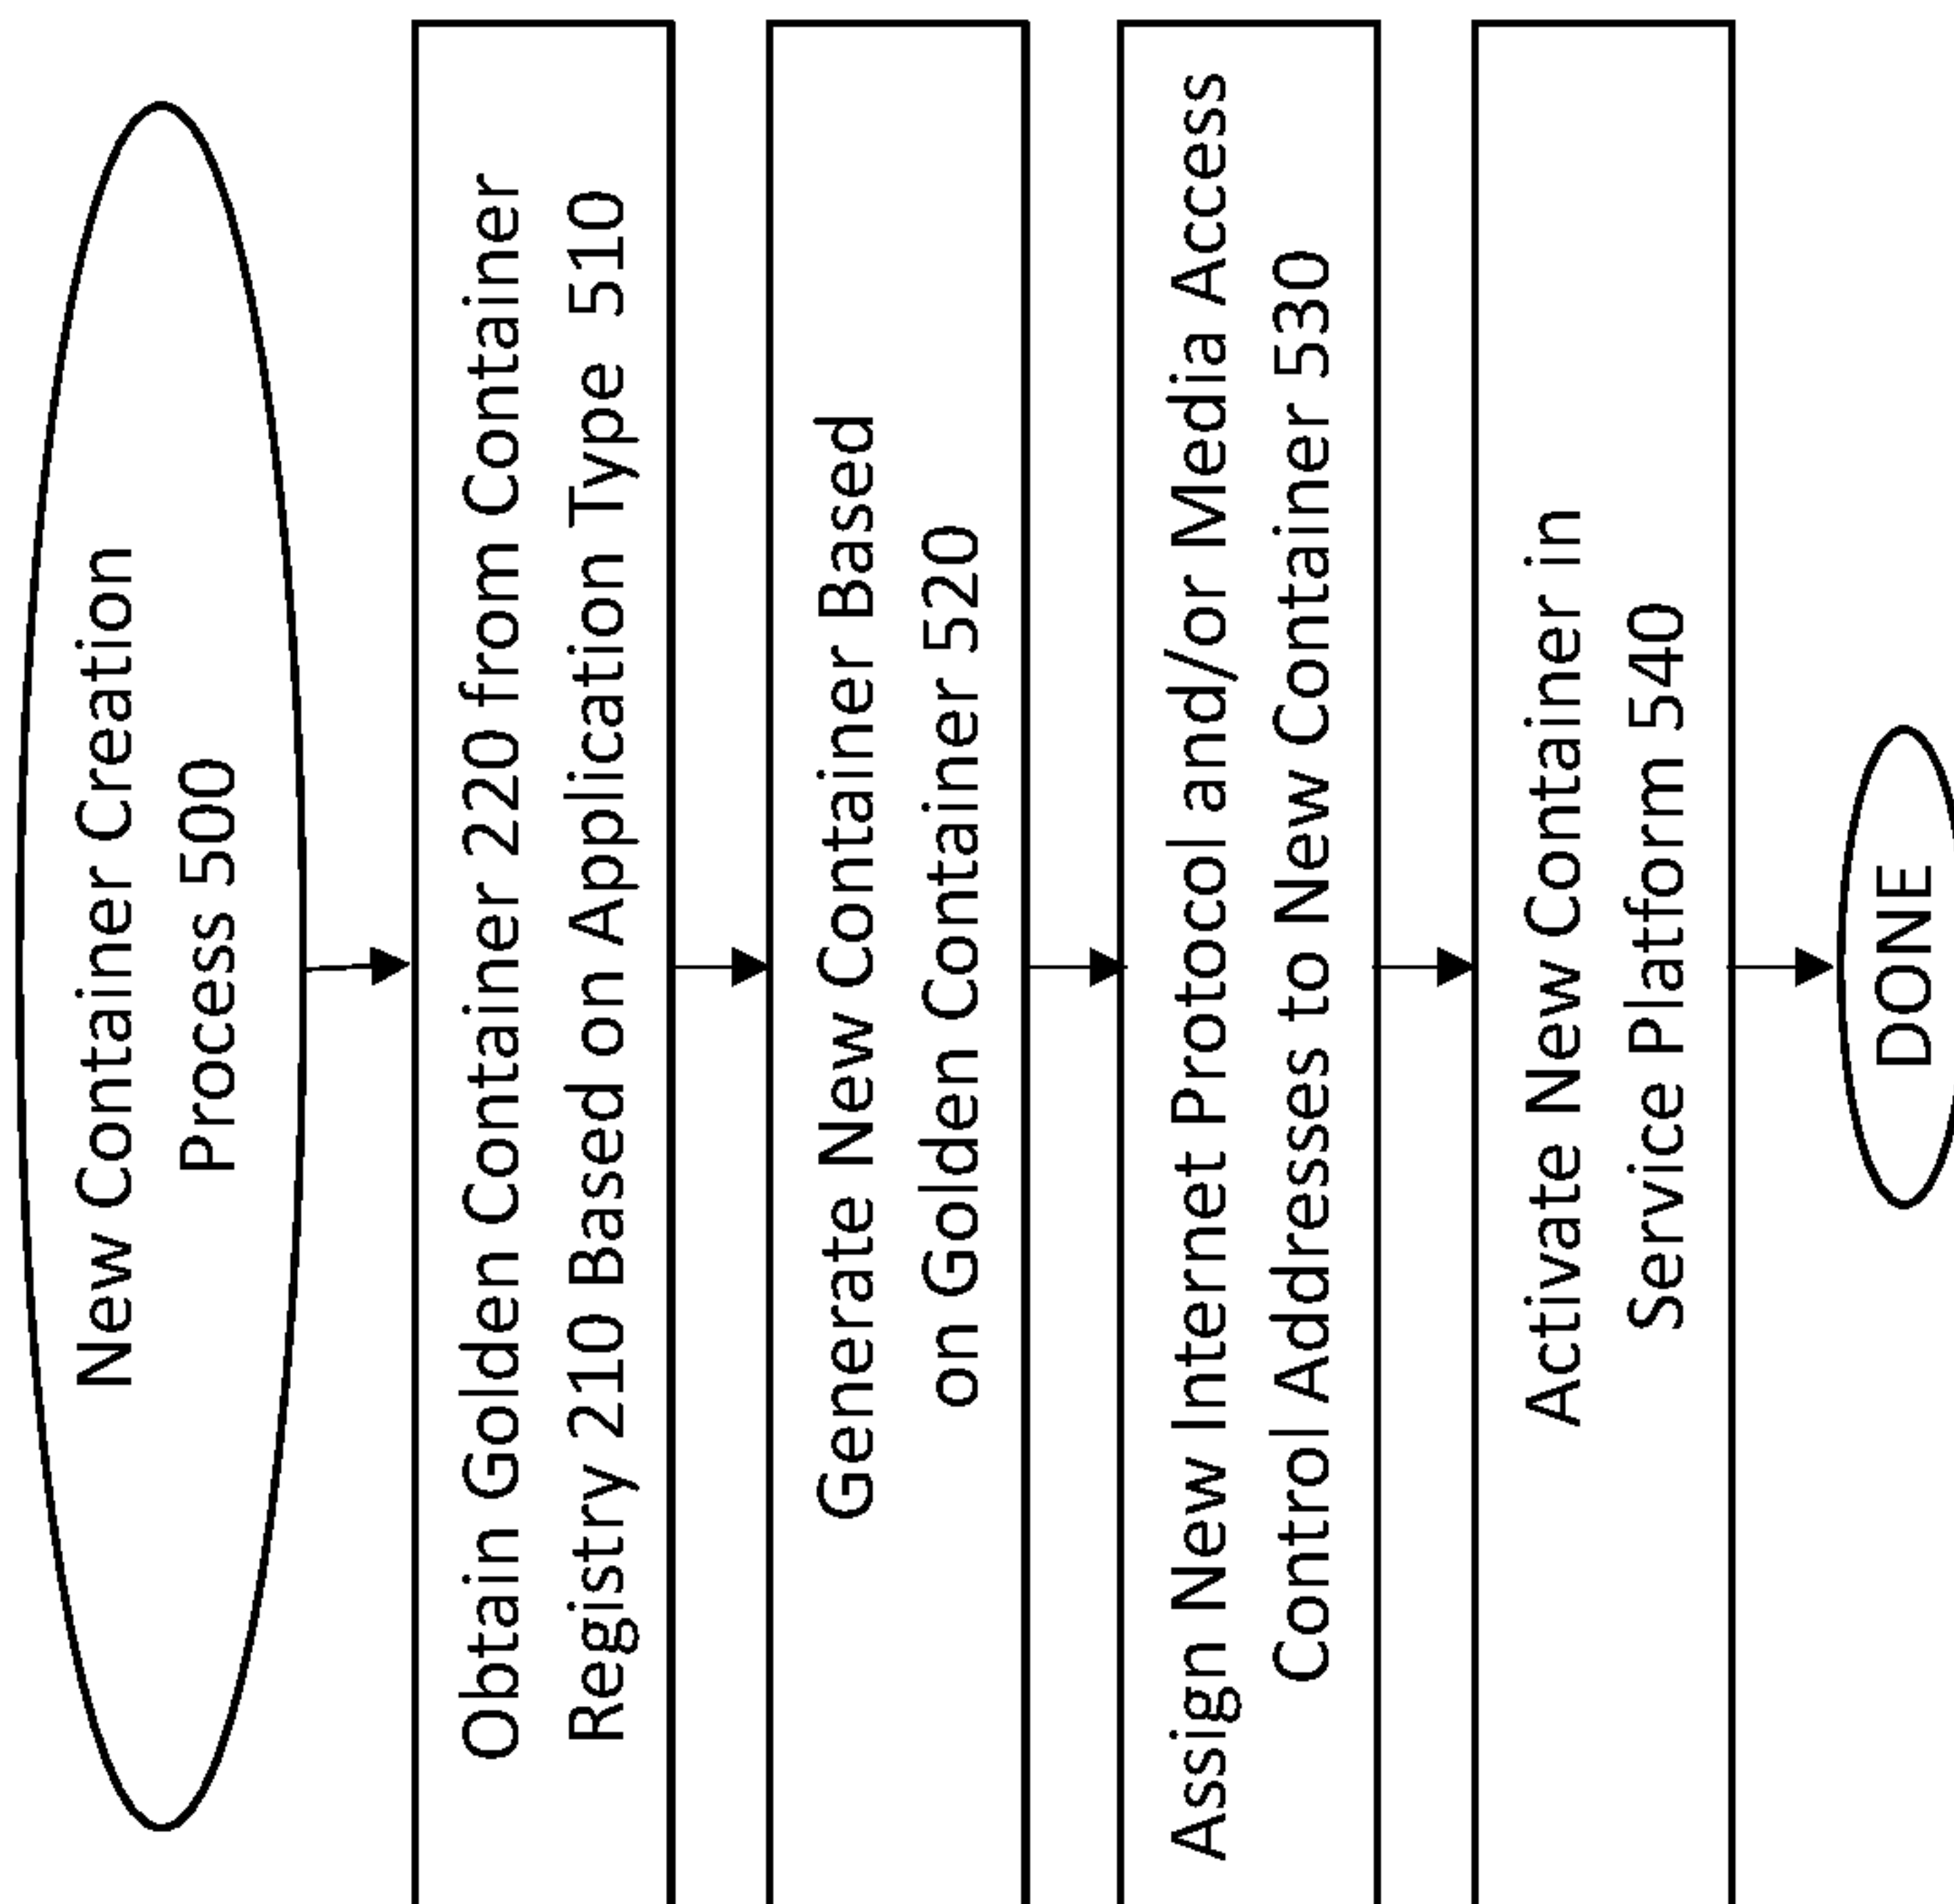 New Container Creation
Process 500
Obtain Golden Container 220 from Container
Registry 210 Based on Application Type 510
Generate New Container Based
on Golden Container 520
Assign New Internet Protocol and/or Media Access
Control Addresses to New Container 530
Activate New Container in
Service Platform 540
DONE